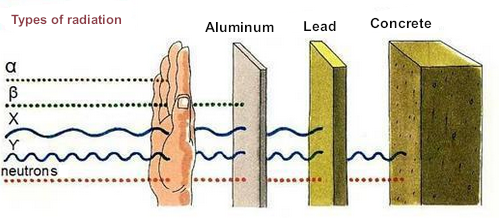 Types of radiation
Aluminum
Lead
Concrete
α
β
X
γ
neutrons